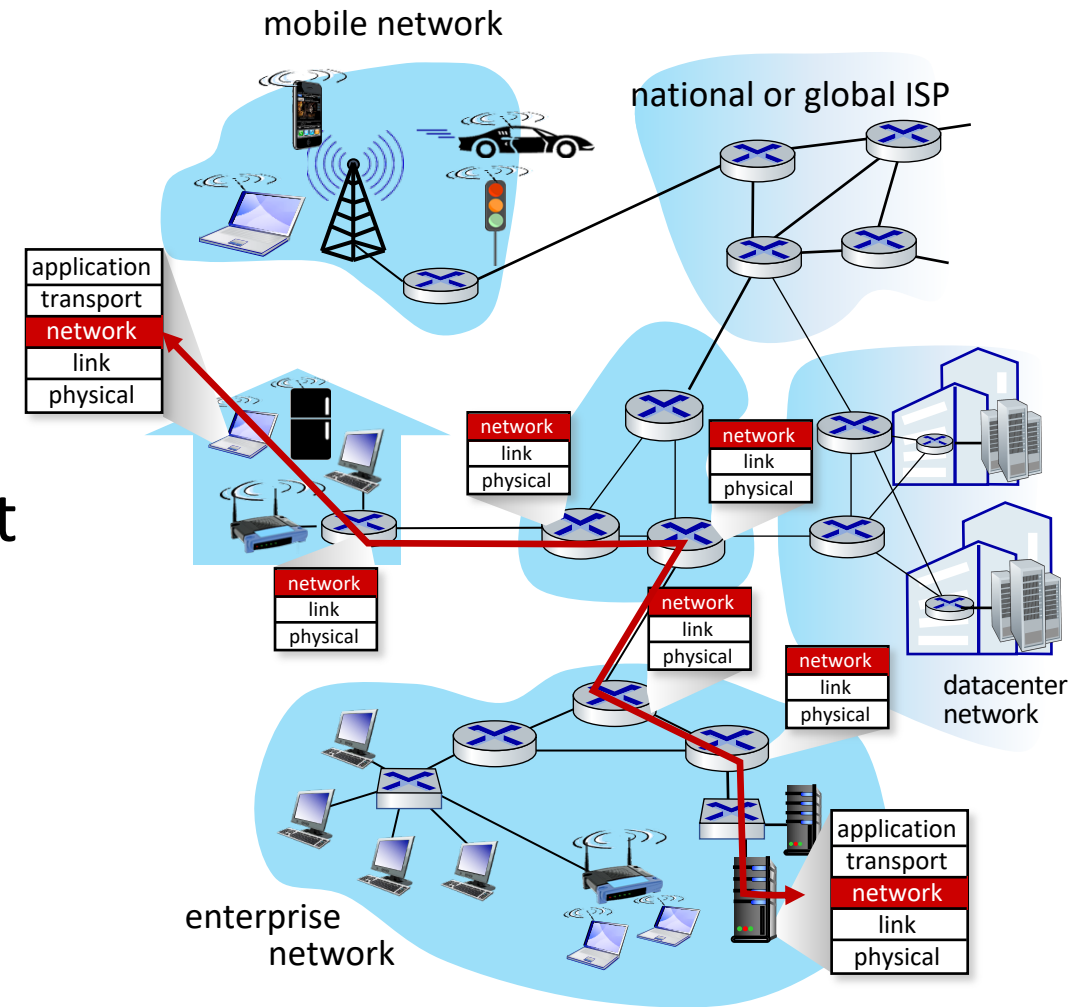 mobile network
national or global ISP
application
transport
network
link
physical
network
link
physical
network
link
physical
t
network
link
physical
network
link
physical
network
link
physical
datacenter
network
application
transport
network
link
physical
enterprise
network